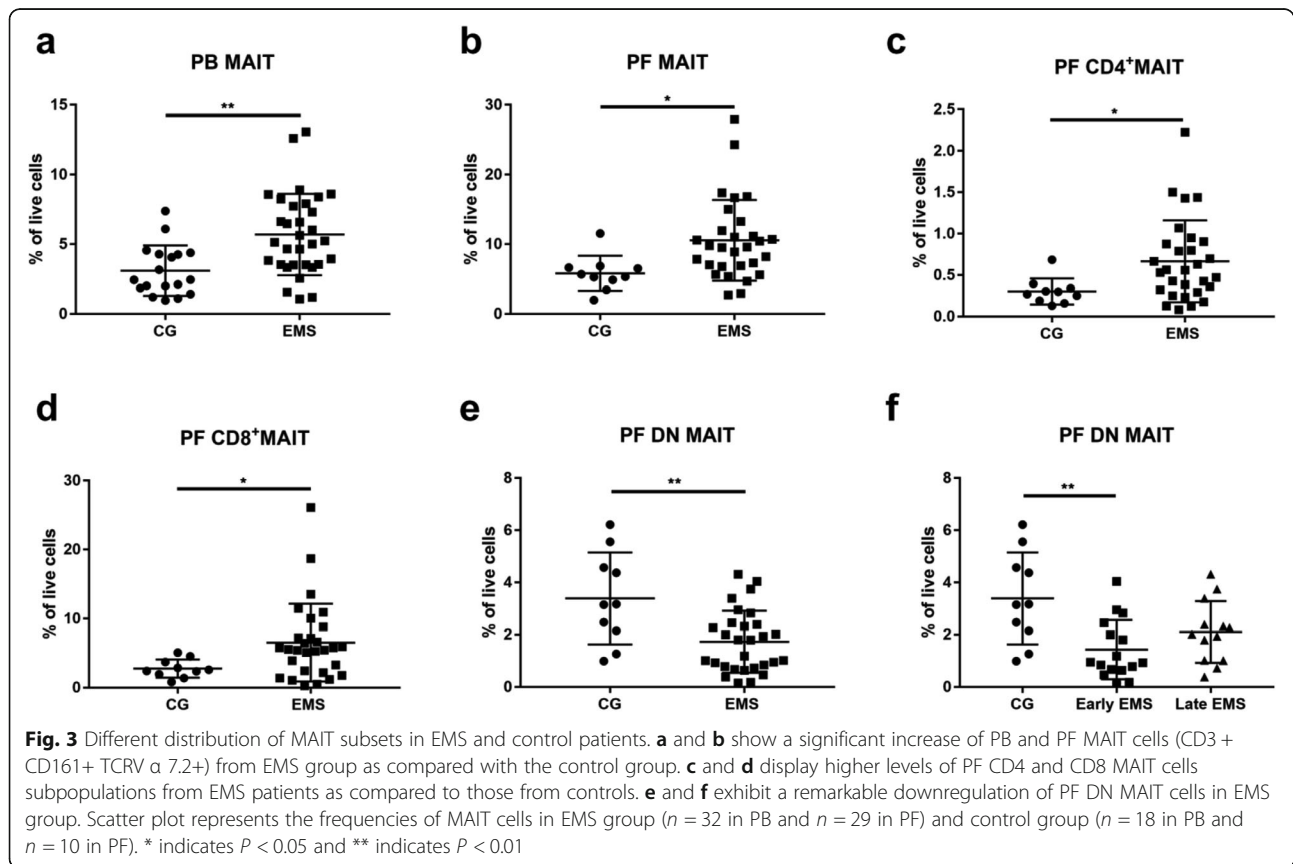 a
PB MAIT
**
% of live cells
15
10
5
0
CG
EMS
b
PF MAIT
*
% of live cells
30
20
10
0
CG
EMS
c
PF CD4+MAIT
*
% of live cells
2.5
2.0
1.5
1.0
0.5
0.0
CG
EMS
d
PF CD8+MAIT
*
% of live cells
30
20
10
0
CG
EMS
e
PF DN MAIT
**
% of live cells
8
6
4
2
0
CG
EMS
f
PF DN MAIT
**
% of live cells
8
6
4
2
0
CG
Early EMS
Late EMS
Fig. 3 Different distribution of MAIT subsets in EMS and control patients. a and b show a significant increase of PB and PF MAIT cells (CD3 +
CD161+ TCRV α 7.2+) from EMS group as compared with the control group. c and d display higher levels of PF CD4 and CD8 MAIT cells
subpopulations from EMS patients as compared to those from controls. e and f exhibit a remarkable downregulation of PF DN MAIT cells in EMS
group. Scatter plot represents the frequencies of MAIT cells in EMS group (n = 32 in PB and n = 29 in PF) and control group (n = 18 in PB and
n = 10 in PF). * indicates P < 0.05 and ** indicates P < 0.01